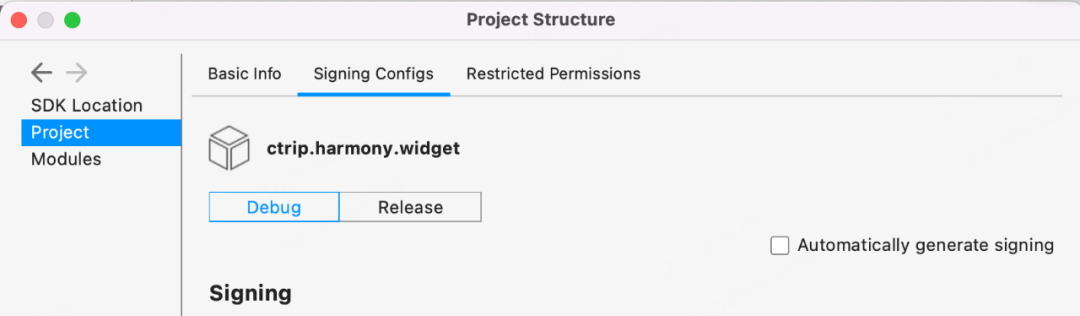 Project Structure
Basic Info Signing Configs Restricted Permissions
SDK Location
Project
Modules
ctrip.harmony.widget
Debug Release
Automatically generate signing
Signing